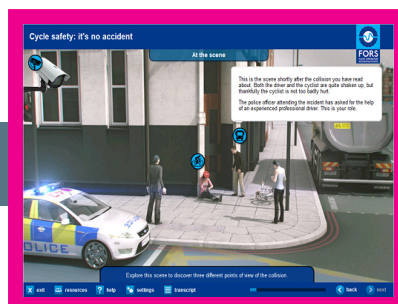 Cycle safety: it's no accident
At the scene
FORS
This is the scene shortly after the collision you have read
about. Both the driver and the cyclist are quite shaken up, but
thankfully the cyclist is not too badly hurt.
The police officer attending the incident has asked for the help
of an experienced professional driver. This is your role.
POLICE
Explore this scene to discover three different points of view of the collision.
X exit
resources
? help
settings
transcript
back
next